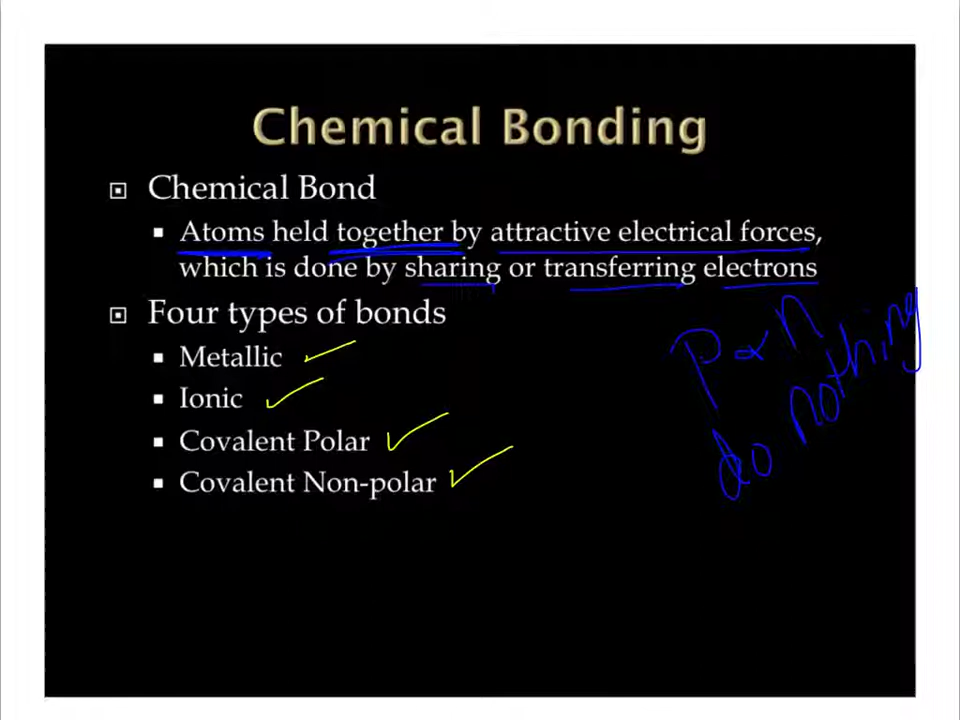 Chemical Bonding
Chemical Bond
Atoms held together by attractive electrical forces,
which is done by sharing or transferring electrons
Four types of bonds
Metallic
Ionic
Covalent Polar
Covalent Non-polar
P & n
do nothing